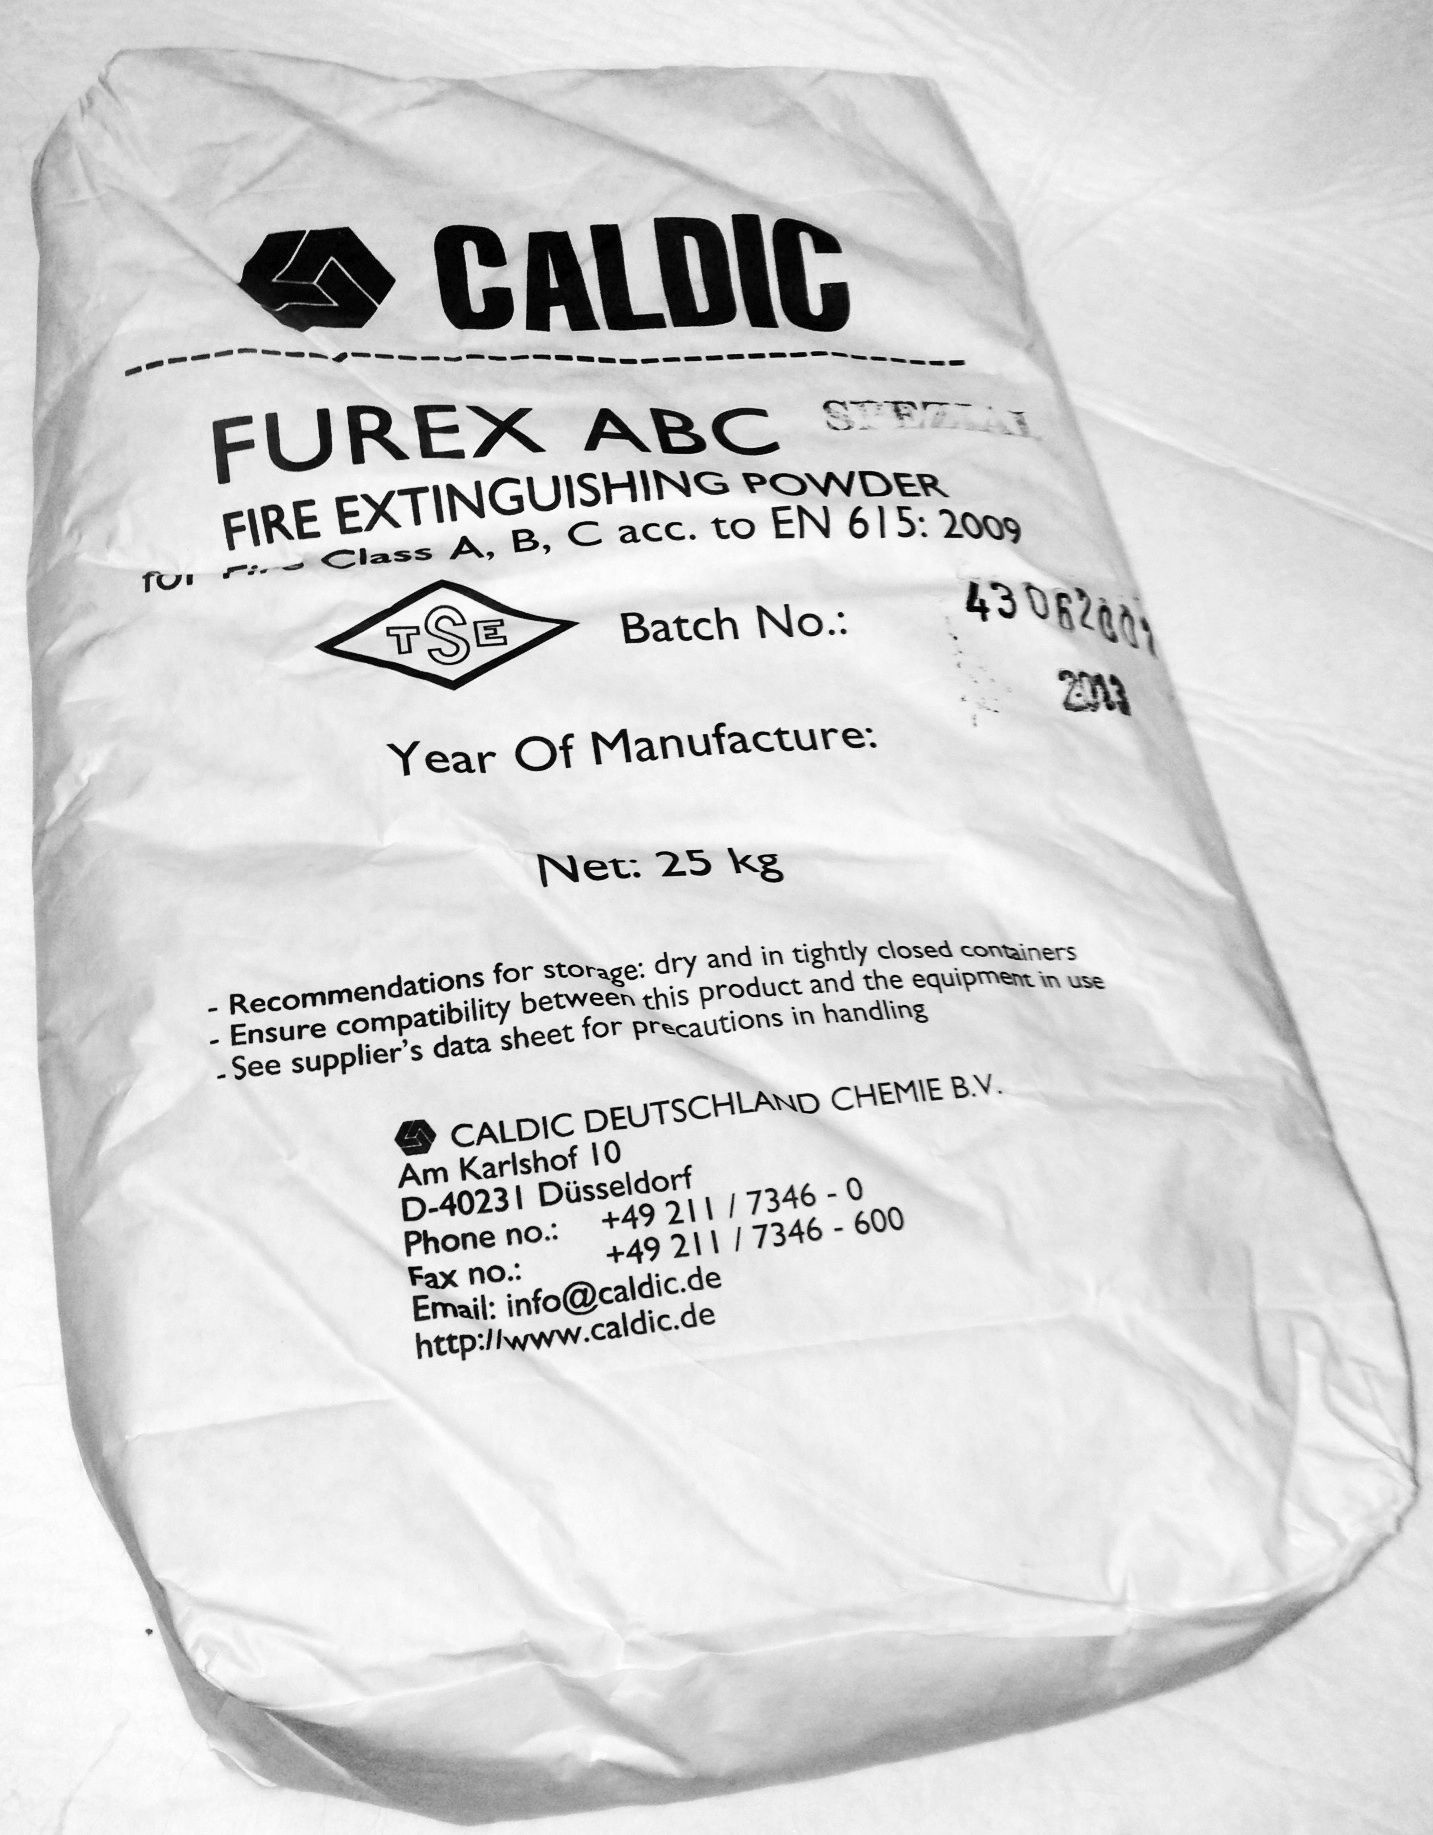 CALDIC
FUREX ABC SPEZIAL
FIRE EXTINGUISHING POWDER
for Fire Class A, B, C acc. to EN 615: 2009
TSE Batch No.:
2013
Year Of Manufacture:
Net: 25 kg
- Recommendations for storage: dry and in tightly closed containers
- Ensure compatibility between this product and the equipment in use
- See supplier's data sheet for precautions in handling
CALDIC DEUTSCHLAND CHEMIE B.V.
Am Karlshof 10
D-40231 Düsseldorf
Phone no.: +49 211 / 7346 - 0
Fax no.: +49 211 / 7346 - 600
Email: info@caldic.de
http://www.caldic.de